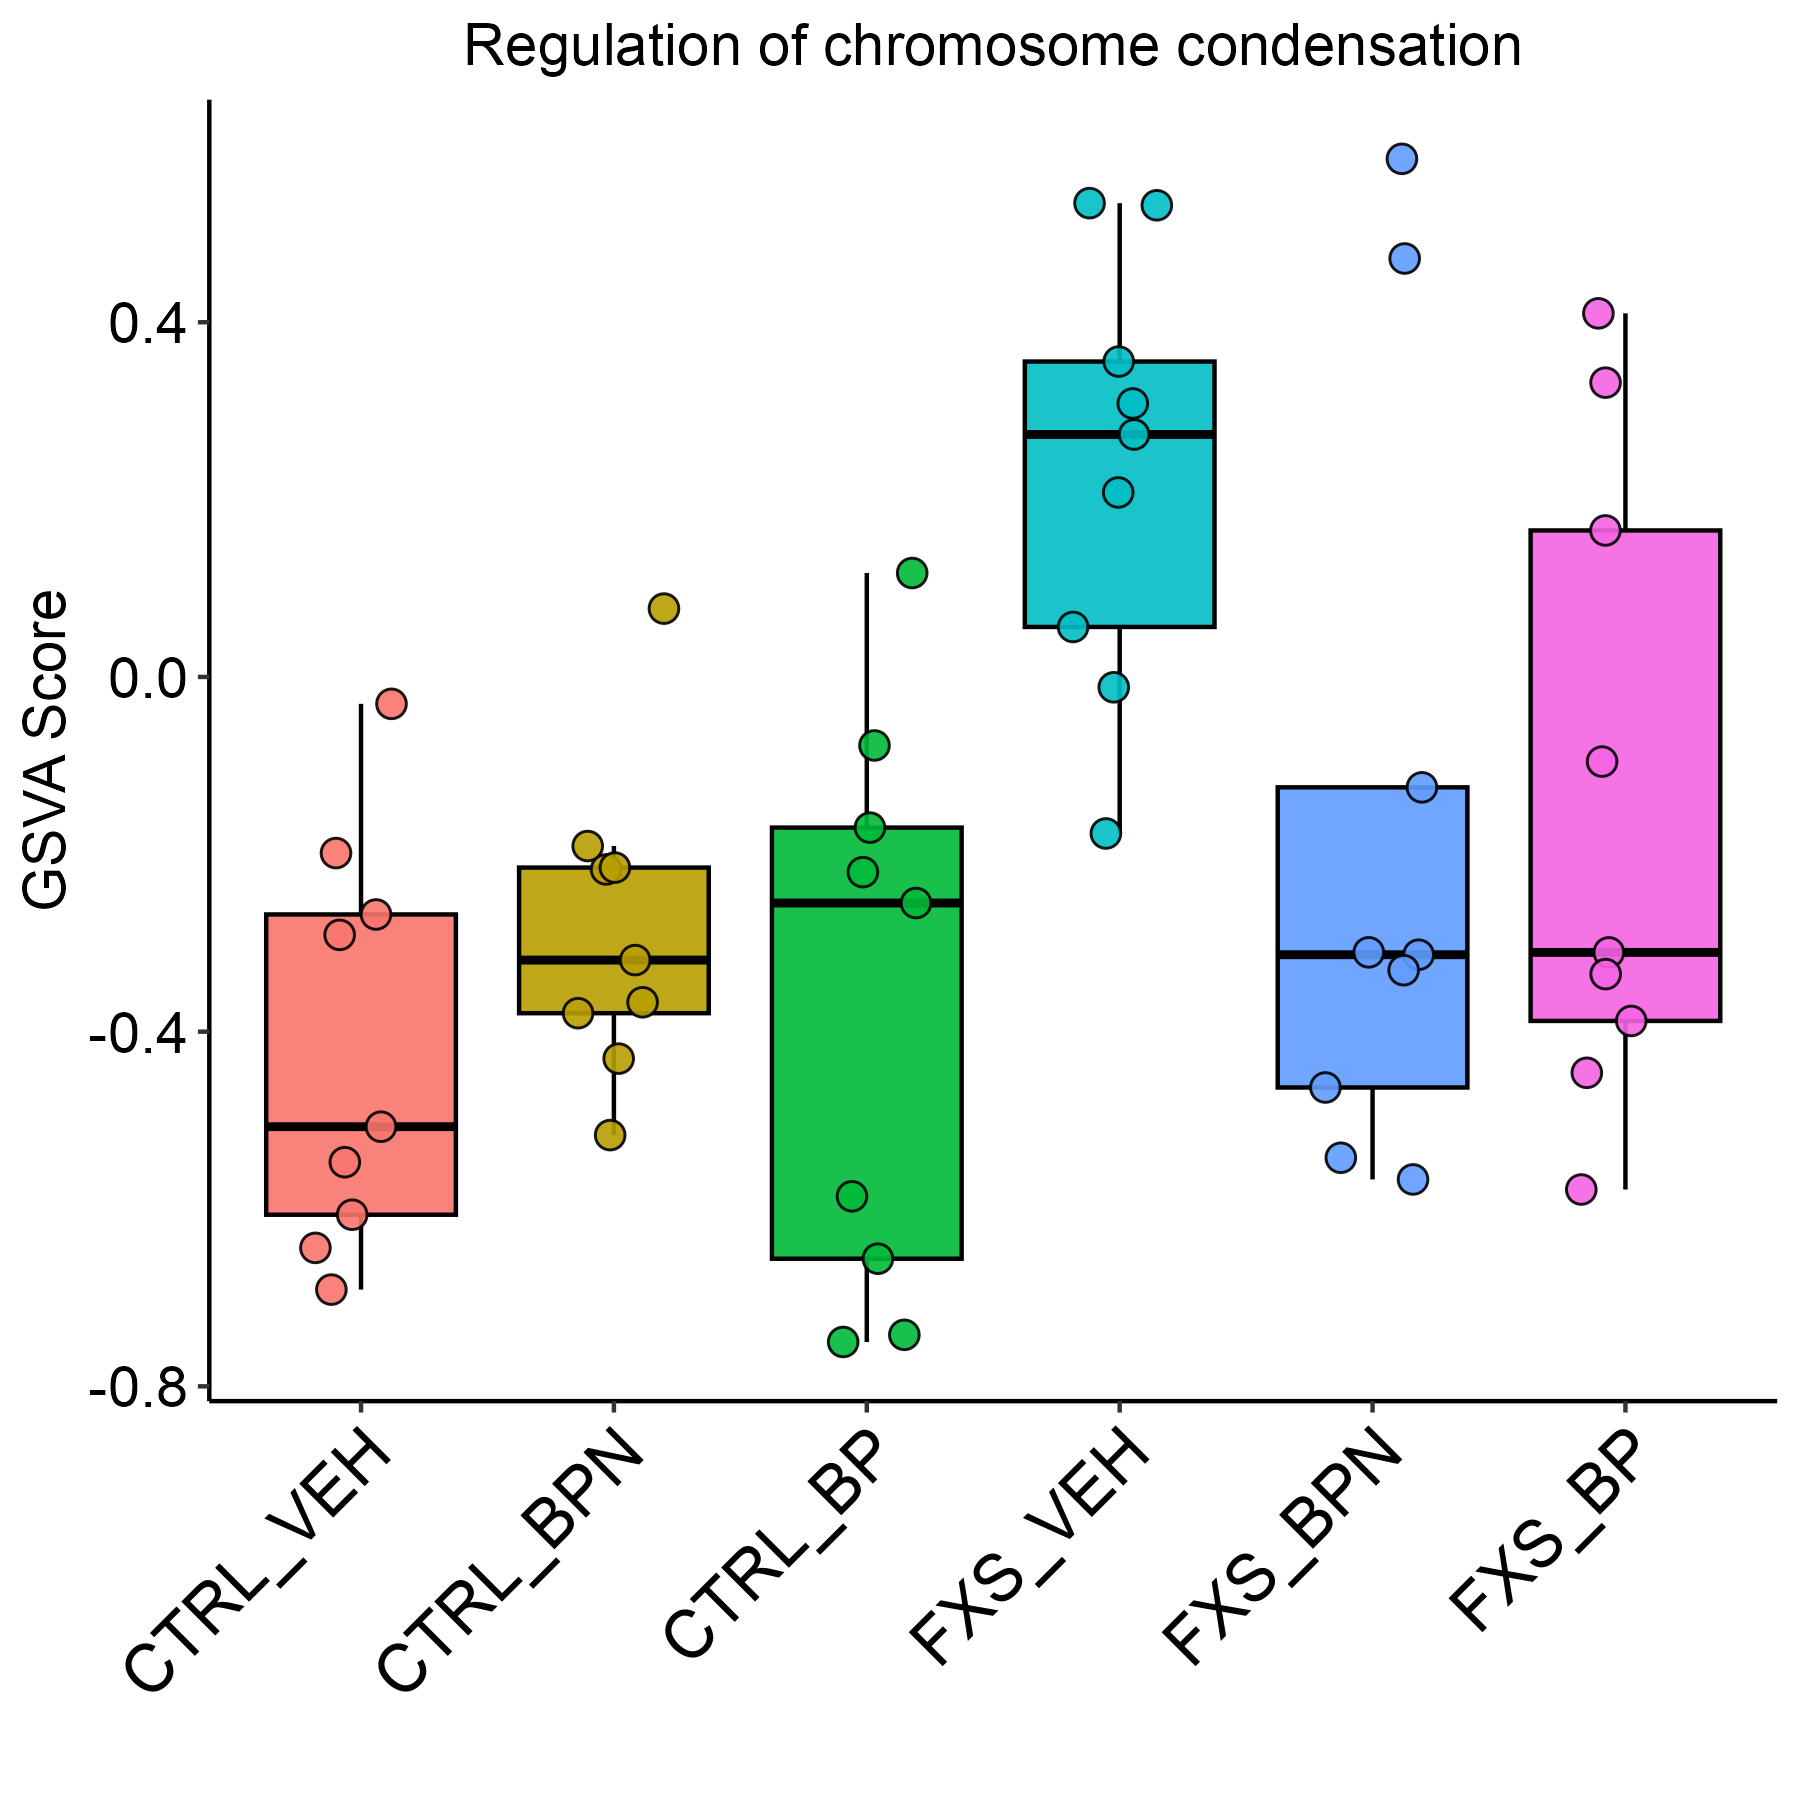 Regulation of chromosome condensation
GSVA Score
0.4
0.0
-0.4
-0.8
CTRL_VEH
CTRL_BPN
CTRL_BP
FXS_VEH
FXS_BPN
FXS_BP